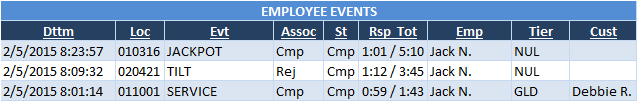 EMPLOYEE EVENTS
Dttm Loc Evt Assoc St Rsp Tot Emp Tier Cust
2/5/2015 8:23:57 010316 JACKPOT Cmp Cmp 1:01 / 5:10 Jack N. NUL
2/5/2015 8:09:32 020421 TILT Rej Cmp 1:12 / 3:45 Jack N. NUL
2/5/2015 8:01:14 011001 SERVICE Cmp Cmp 0:59 / 1:43 Jack N. GLD Debbie R.